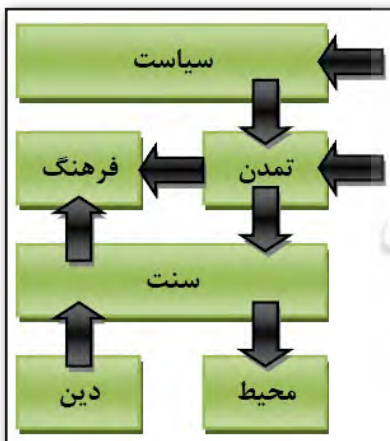 سیاست
تمدن
فرهنگ
سنت
محیط
دین